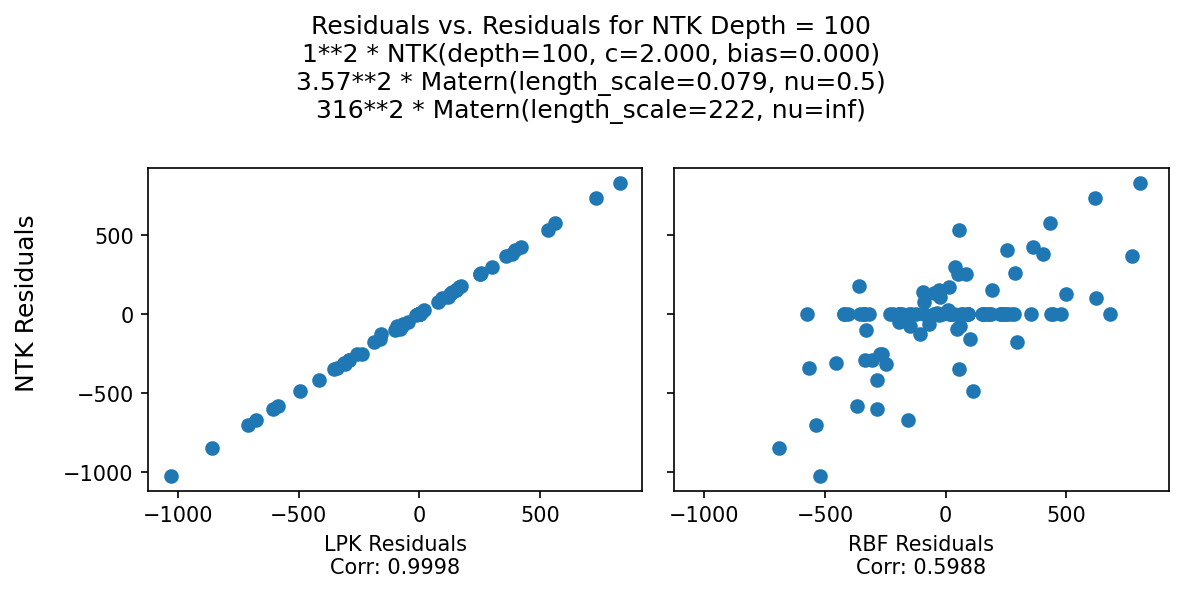 Residuals vs. Residuals for NTK Depth = 100
1**2 * NTK(depth=100, c=2.000, bias=0.000)
3.57**2 * Matern(length_scale=0.079, nu=0.5)
316**2 * Matern(length_scale=222, nu=inf)
NTK Residuals
500
0
−500
−1000
−1000 −500 0 500
LPK Residuals
Corr: 0.9998
−1000 −500 0 500
RBF Residuals
Corr: 0.5988